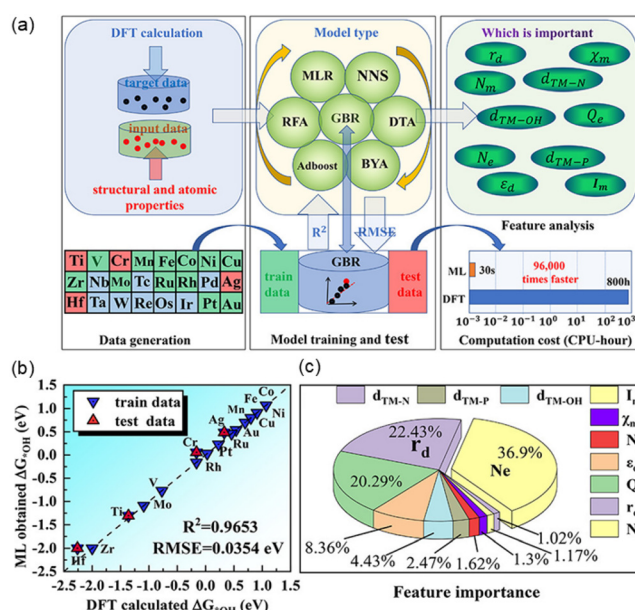 (a)
DFT calculation
target data
input data
structural and atomic
properties
Ti V Cr Mn Fe Co Ni Cu
Zr Nb Mo Tc Ru Rh Pd Ag
Hf Ta W Re Os Ir Pt Au
Data generation
Model type
MLR NNS
RFA GBR DTA
Adboost BYA
R²
RMSE
train
data
GBR
test
data
Model training and test
Which is important
r_d χ_m
N_m d_TM−N
d_TM−OH Q_e
N_e d_TM−P
ε_d I_m
Feature analysis
ML 30s
96,000
times faster
800h
DFT
10⁻³ 10⁻² 10⁻¹ 10⁰ 10¹ 10² 10³
Computation cost (CPU-hour)
(b)
ML obtained ΔG*OH (eV)
1.5
1.0
0.5
0.0
-0.5
-1.0
-1.5
-2.0
-2.5
train data
test data
Co
Fe
Ni
Mn
Cu
Ag
Au
Ru
Cr
Pt
Rh
V
Mo
Ti
Hf
Zr
R²=0.9653
RMSE=0.0354 eV
-2.5 -2.0 -1.5 -1.0 -0.5 0.0 0.5 1.0 1.5
DFT calculated ΔG*OH (eV)
(c)
d_TM-N d_TM-P d_TM-OH
22.43%
r_d
36.9%
Ne
20.29%
8.36%
4.43%
2.47%
1.62%
1.3%
1.17%
1.02%
Feature importance